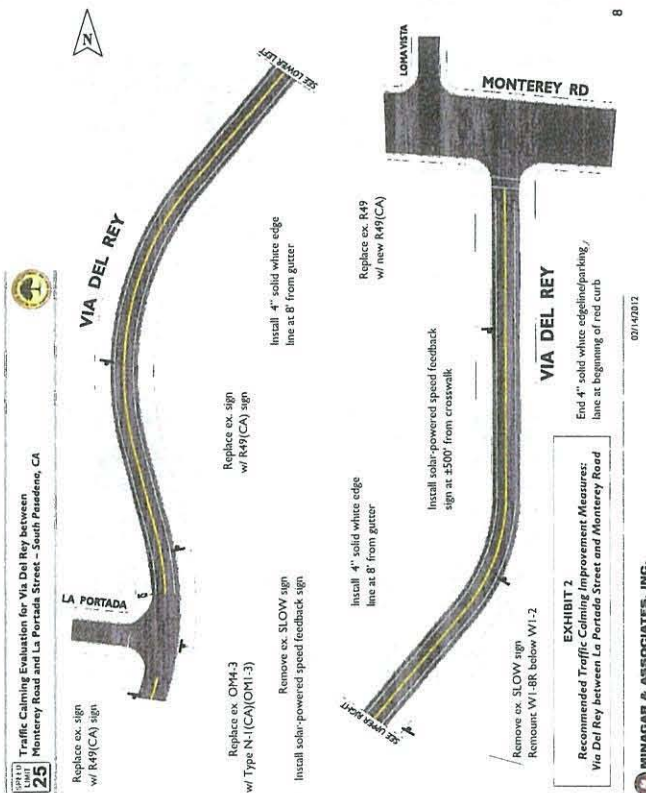 SPEED
LIMIT
25
Traffic Calming Evaluation for Via Del Rey between
Monterey Road and La Portada Street – South Pasadena, CA
N
Replace ex. sign
w/ R49(CA) sign
LA PORTADA
VIA DEL REY
SEE LOWER LEFT
Replace ex. OM4-3
w/ Type N-1(CA)(OM1-3)
Remove ex. SLOW sign
Install solar-powered speed feedback sign
Replace ex. sign
w/ R49(CA) sign
Install 4" solid white edge
line at 8' from gutter
SEE UPPER RIGHT
Install 4" solid white edge
line at 8' from gutter
Replace ex. R49
w/ new R49(CA)
LOMAVISTA
MONTEREY RD
Remove ex. SLOW sign
Remount W1-8R below W1-2
Install solar-powered speed feedback
sign at ±500' from crosswalk
VIA DEL REY
EXHIBIT 2
Recommended Traffic Calming Improvement Measures:
Via Del Rey between La Portada Street and Monterey Road
End 4" solid white edgeline/parking
lane at beginning of red curb
MINAGAR & ASSOCIATES, INC.
02/14/2012
8